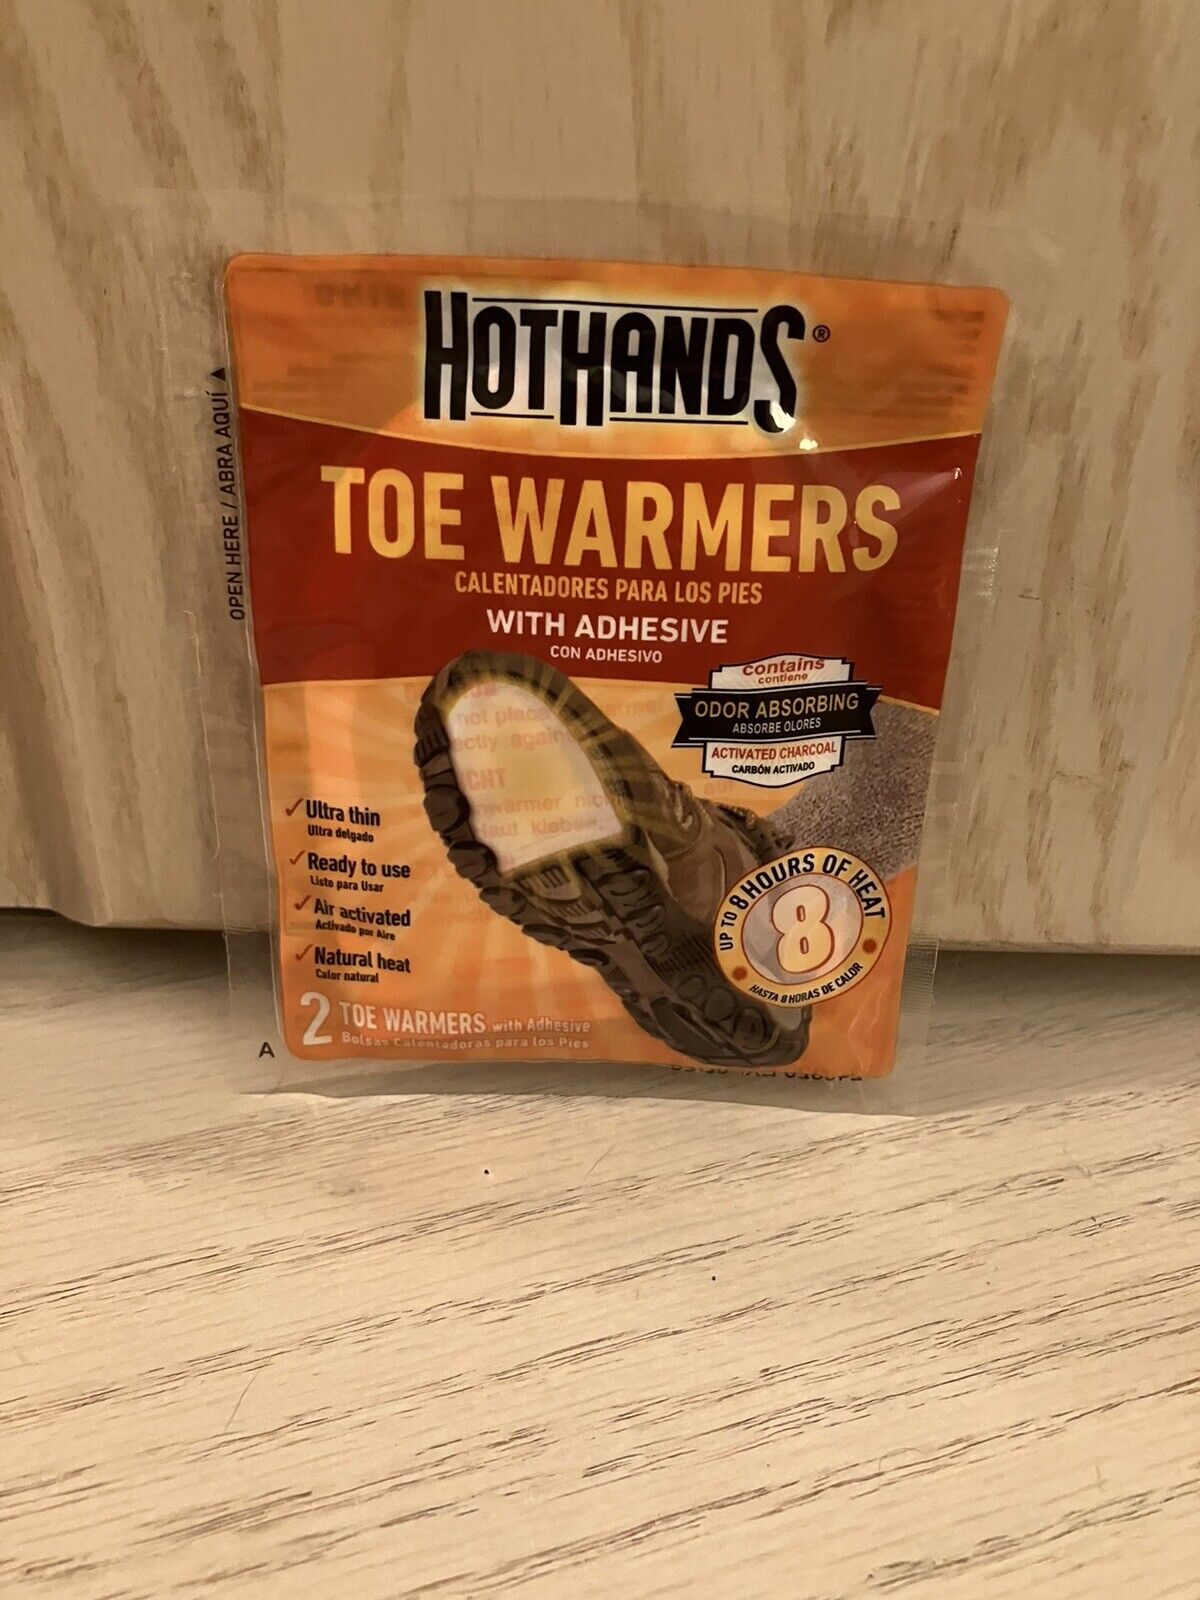 HOTHANDS®
TOE WARMERS
CALENTADORES PARA LOS PIES
WITH ADHESIVE
CON ADHESIVO
OPEN HERE / ABRA AQUÍ ▲
contains
contiene
ODOR ABSORBING
ABSORBE OLORES
ACTIVATED CHARCOAL
CARBÓN ACTIVADO
not place
against
✓Ultra thin
Ultra delgado
✓Ready to use
Listo para Usar
✓Air activated
Activado por Aire
✓Natural heat
Calor natural
UP TO 8 HOURS OF HEAT
8
HASTA 8 HORAS DE CALOR
2 TOE WARMERS with Adhesive
Bolsas Calentadoras para los Pies
A